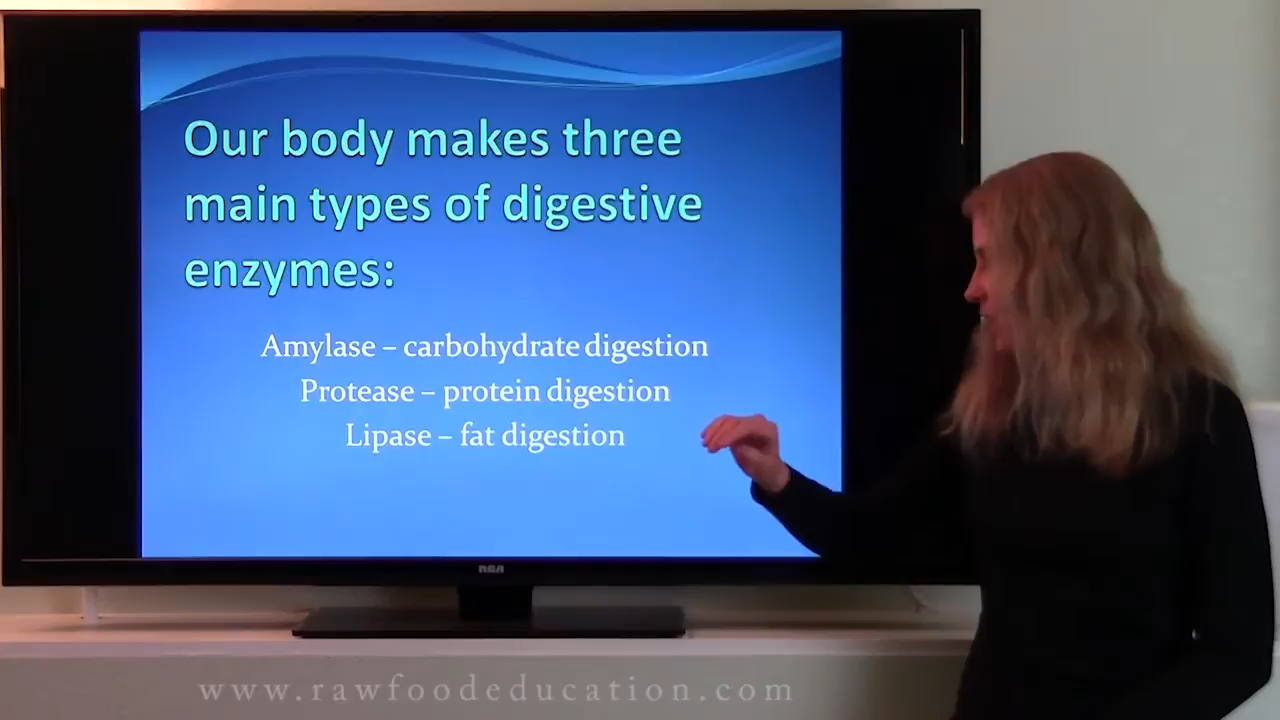 Our body makes three
main types of digestive
enzymes:
Amylase – carbohydrate digestion
Protease – protein digestion
Lipase – fat digestion
RCA
www.rawfoodeducation.com